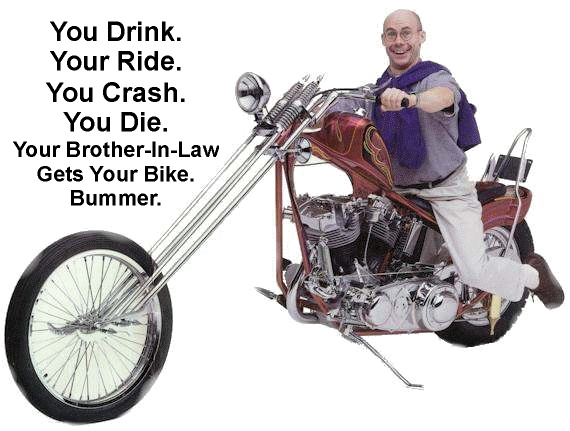 You Drink.
Your Ride.
You Crash.
You Die.
Your Brother-In-Law
Gets Your Bike.
Bummer.